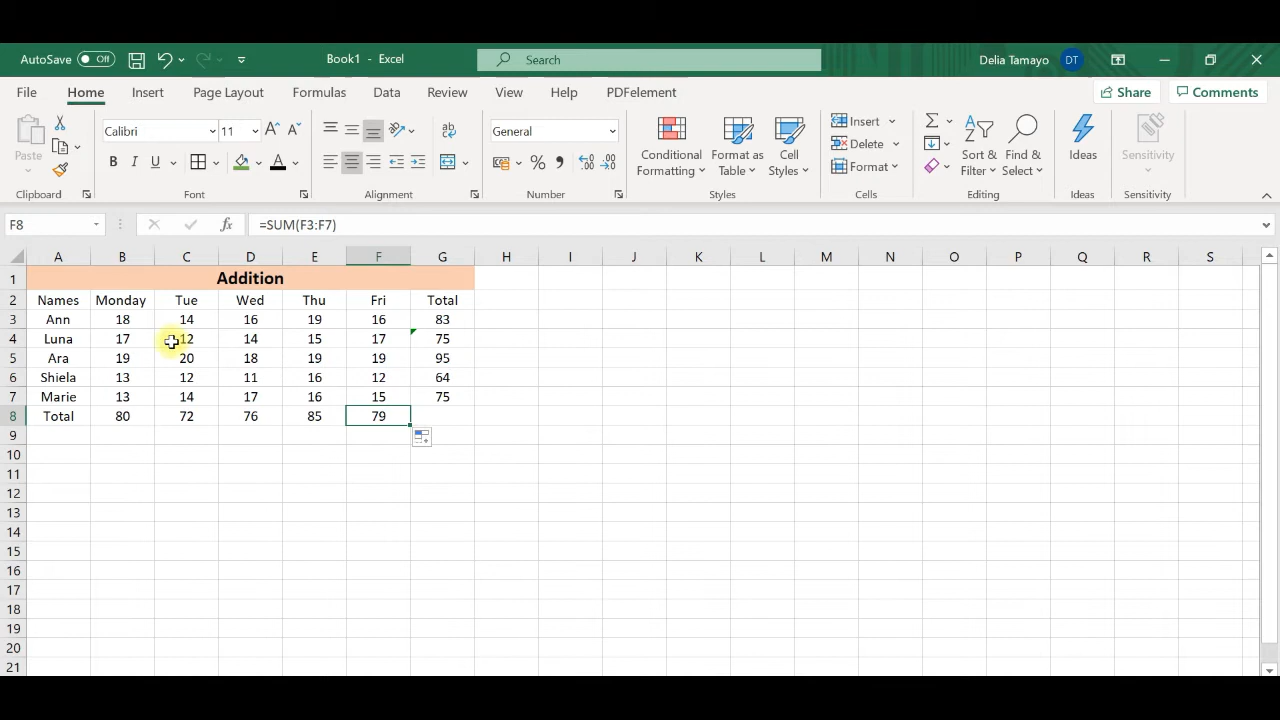 AutoSave Off Book1 - Excel Search Delia Tamayo DT
File Home Insert Page Layout Formulas Data Review View Help PDFelement Share Comments
Paste Calibri 11 General Conditional Formatting Format as Table Cell Styles Insert Delete Format Sort & Filter Find & Select Ideas Sensitivity
B I U % 9
Clipboard Font Alignment Number Styles Cells Editing Ideas Sensitivity
F8 fx =SUM(F3:F7)
A B C D E F G H I J K L M N O P Q R S
1 Addition
2 Names Monday Tue Wed Thu Fri Total
3 Ann 18 14 16 19 16 83
4 Luna 17 12 14 15 17 75
5 Ara 19 20 18 19 19 95
6 Shiela 13 12 11 16 12 64
7 Marie 13 14 17 16 15 75
8 Total 80 72 76 85 79
9
10
11
12
13
14
15
16
17
18
19
20
21